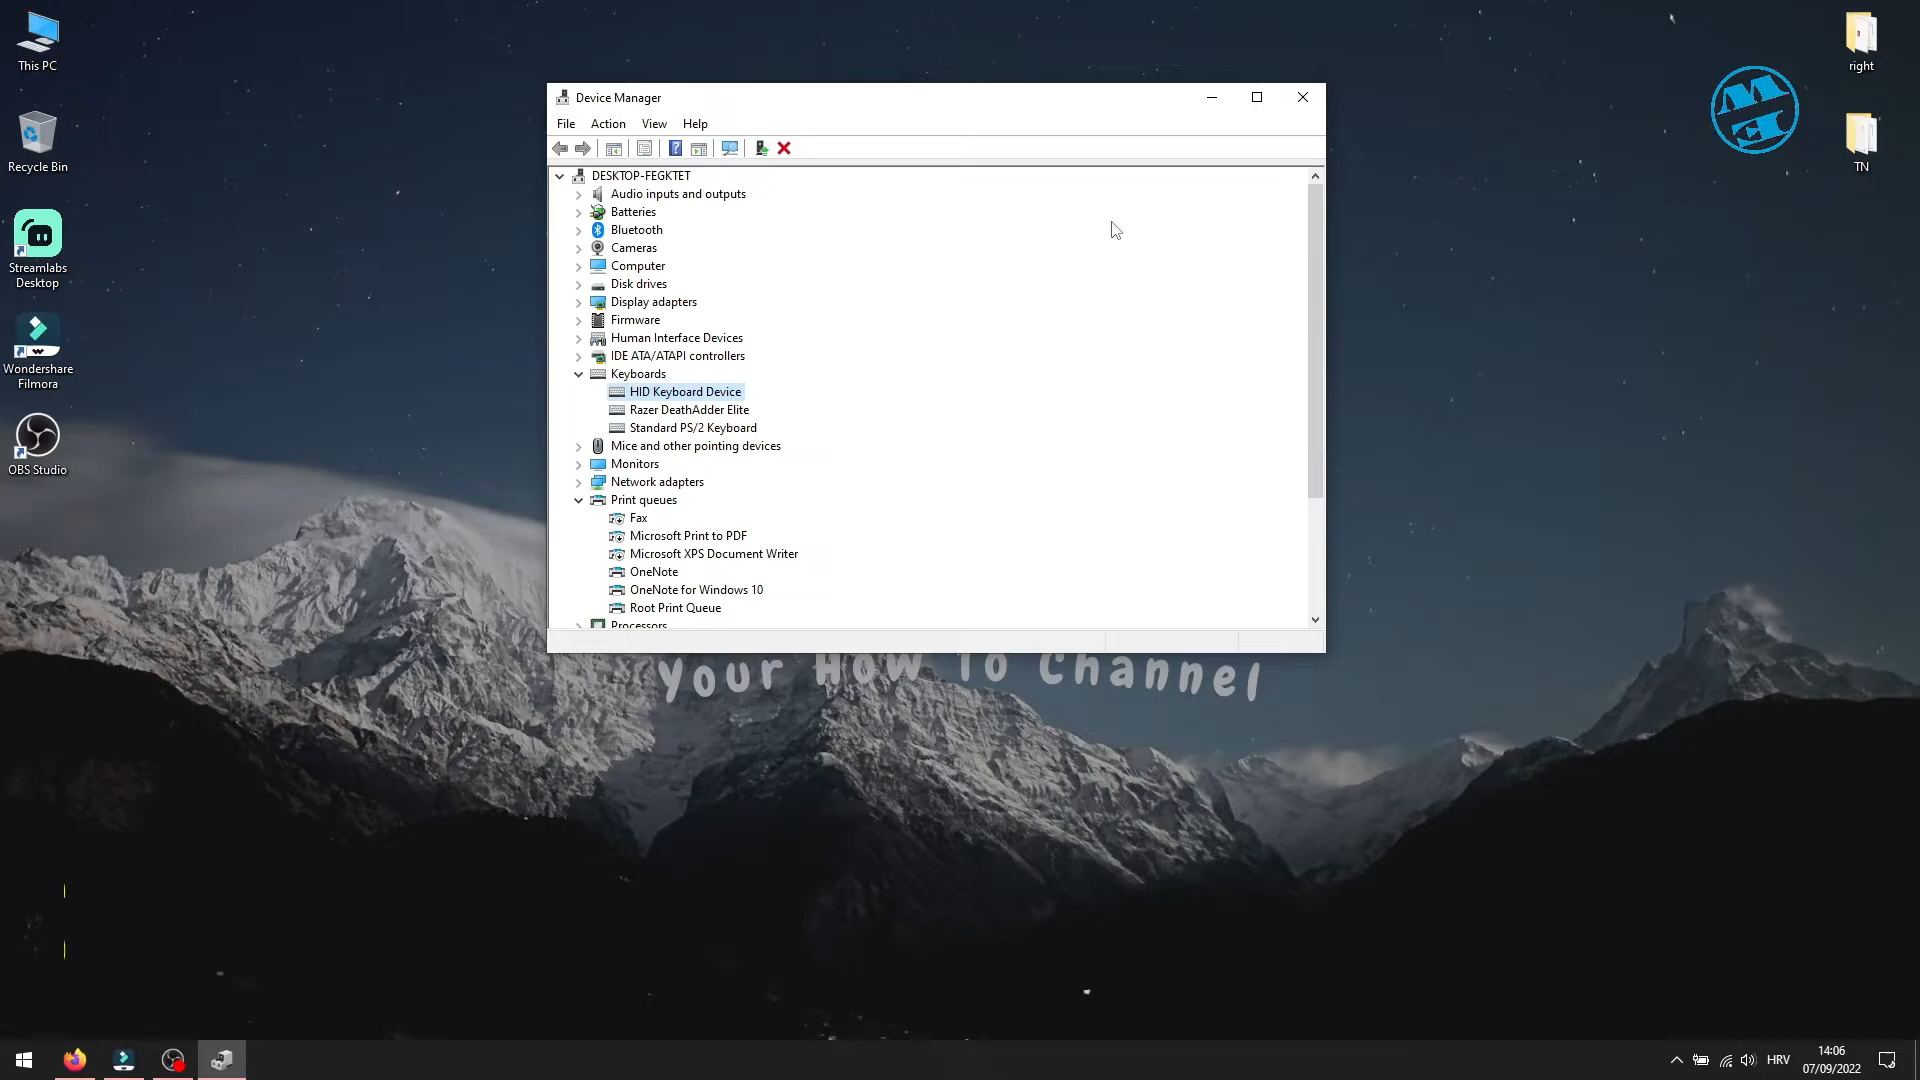 This PC
Recycle Bin
Streamlabs
Desktop
Wondershare
Filmora
OBS Studio
right
TN
Device Manager
File Action View Help
DESKTOP-FEGKTET
Audio inputs and outputs
Batteries
Bluetooth
Cameras
Computer
Disk drives
Display adapters
Firmware
Human Interface Devices
IDE ATA/ATAPI controllers
Keyboards
HID Keyboard Device
Razer DeathAdder Elite
Standard PS/2 Keyboard
Mice and other pointing devices
Monitors
Network adapters
Print queues
Fax
Microsoft Print to PDF
Microsoft XPS Document Writer
OneNote
OneNote for Windows 10
Root Print Queue
Processors
Your How To Channel
HRV
14:06
07/09/2022